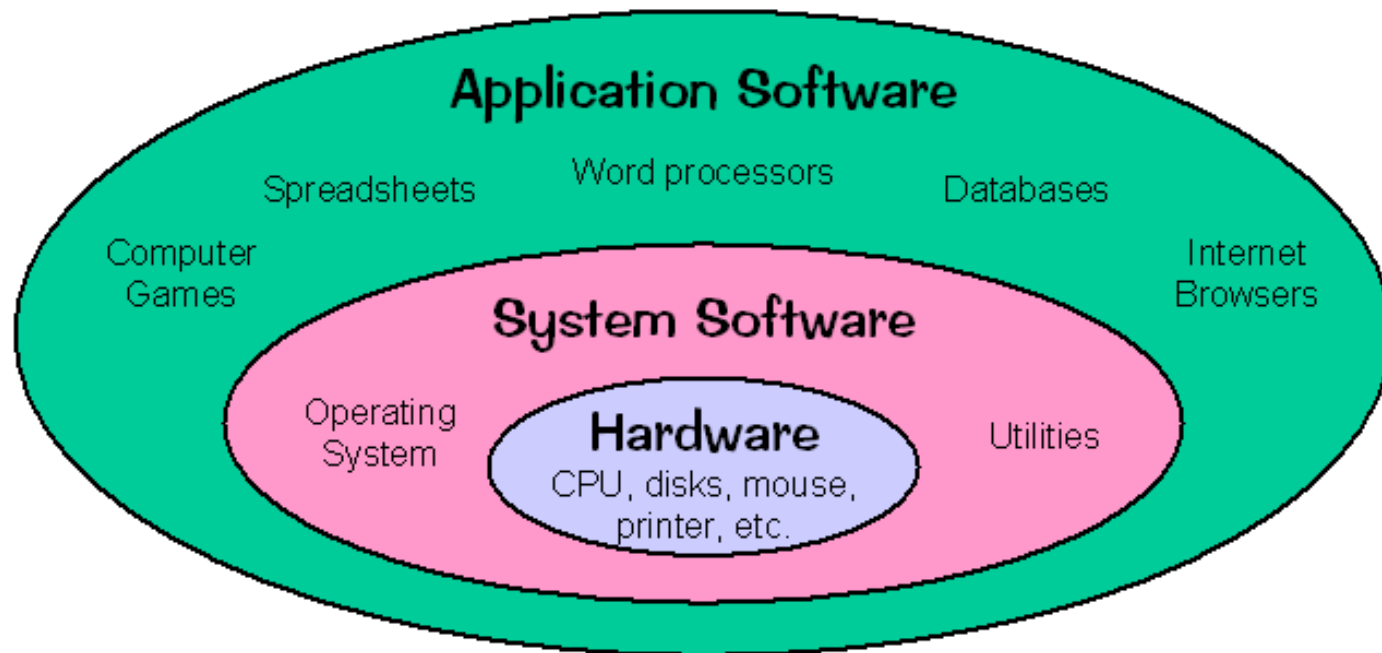 Application Software
Spreadsheets
Word processors
Databases
Computer
Games
Internet
Browsers
System Software
Operating
System
Utilities
Hardware
CPU, disks, mouse,
printer, etc.